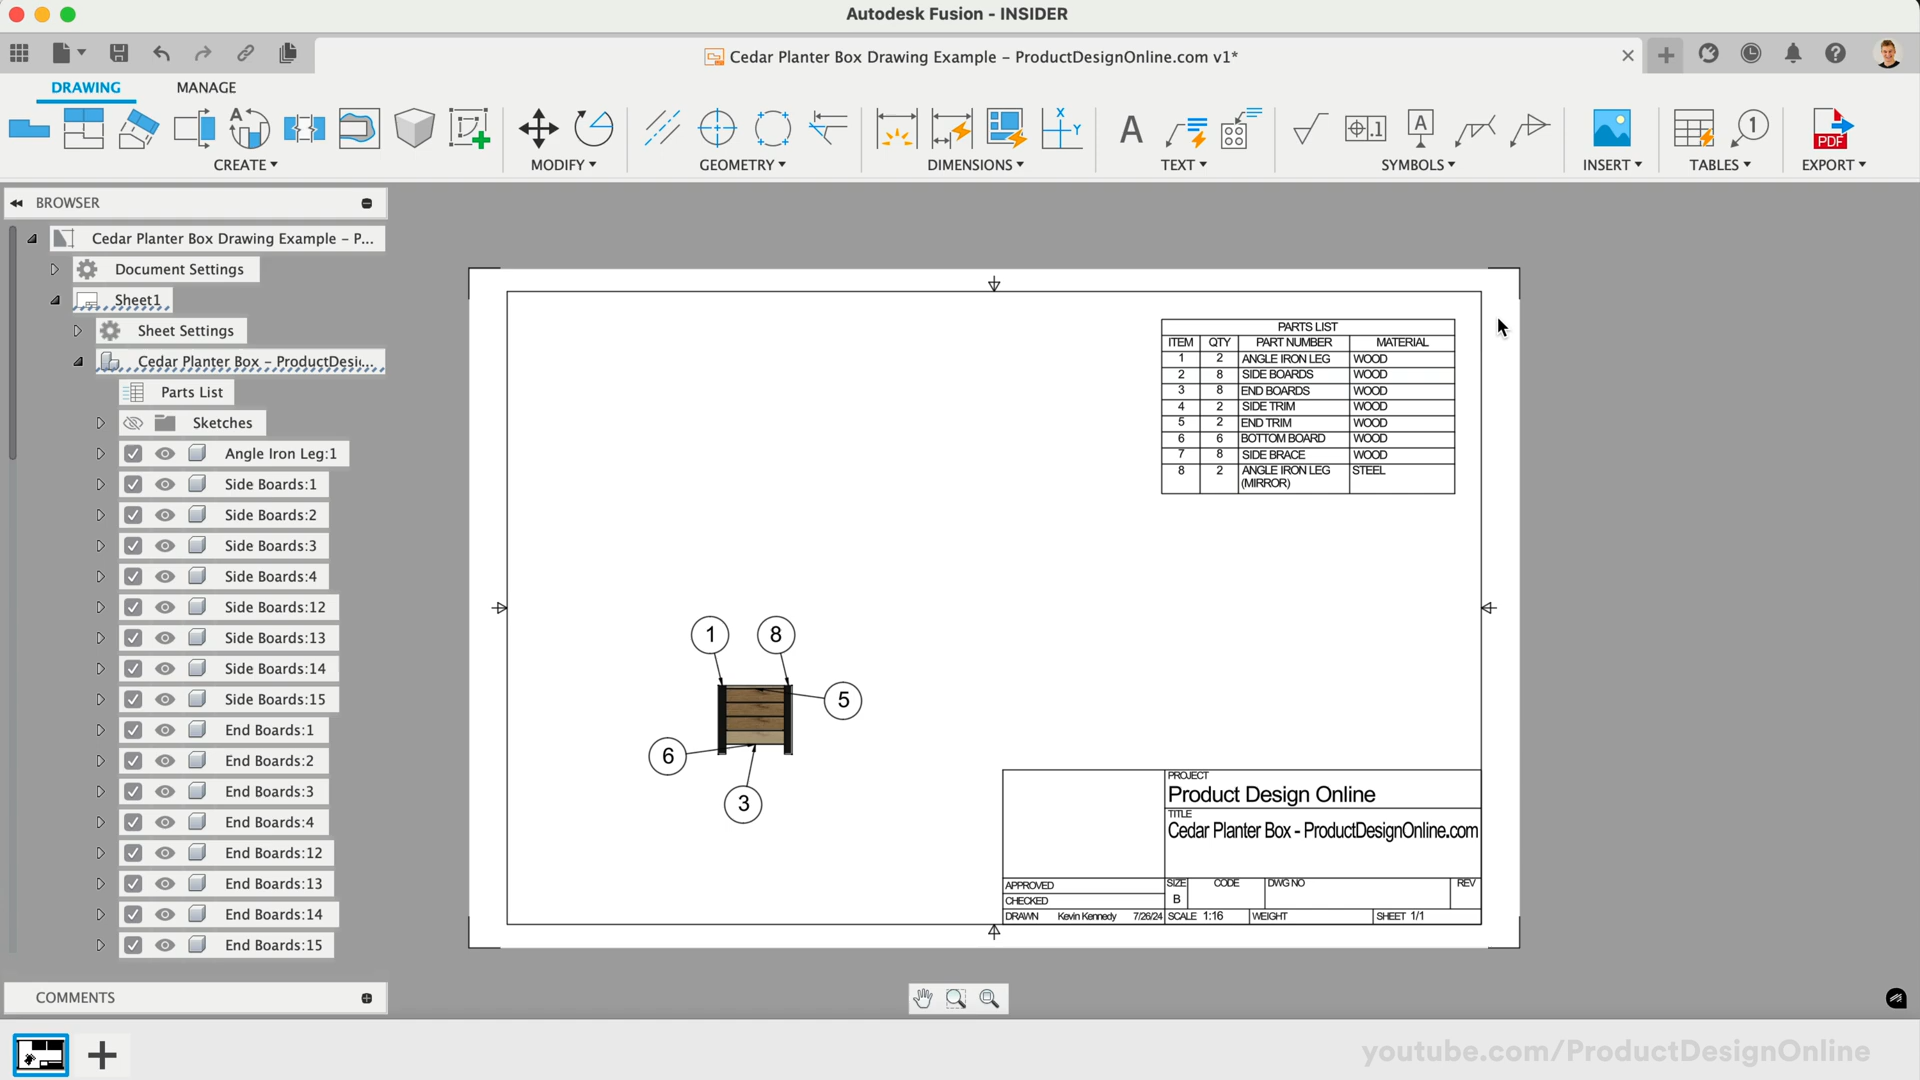 Autodesk Fusion - INSIDER
Cedar Planter Box Drawing Example – ProductDesignOnline.com v1*
DRAWING
MANAGE
CREATE
MODIFY
GEOMETRY
DIMENSIONS
TEXT
SYMBOLS
INSERT
TABLES
EXPORT
BROWSER
Cedar Planter Box Drawing Example – P...
Document Settings
Sheet1
Sheet Settings
Cedar Planter Box – ProductDesi...
Parts List
Sketches
Angle Iron Leg:1
Side Boards:1
Side Boards:2
Side Boards:3
Side Boards:4
Side Boards:12
Side Boards:13
Side Boards:14
Side Boards:15
End Boards:1
End Boards:2
End Boards:3
End Boards:4
End Boards:12
End Boards:13
End Boards:14
End Boards:15
COMMENTS
PARTS LIST
ITEM QTY PART NUMBER MATERIAL
1 2 ANGLE IRON LEG WOOD
2 8 SIDE BOARDS WOOD
3 8 END BOARDS WOOD
4 2 SIDE TRIM WOOD
5 2 END TRIM WOOD
6 6 BOTTOM BOARD WOOD
7 8 SIDE BRACE WOOD
8 2 ANGLE IRON LEG STEEL
(MIRROR)
1 8
5
6
3
PROJECT
Product Design Online
TITLE
Cedar Planter Box - ProductDesignOnline.com
APPROVED
CHECKED
DRAWN Kevin Kennedy 7/26/24
SIZE CODE DWG NO REV
B
SCALE 1:16 WEIGHT SHEET 1/1
youtube.com/ProductDesignOnline